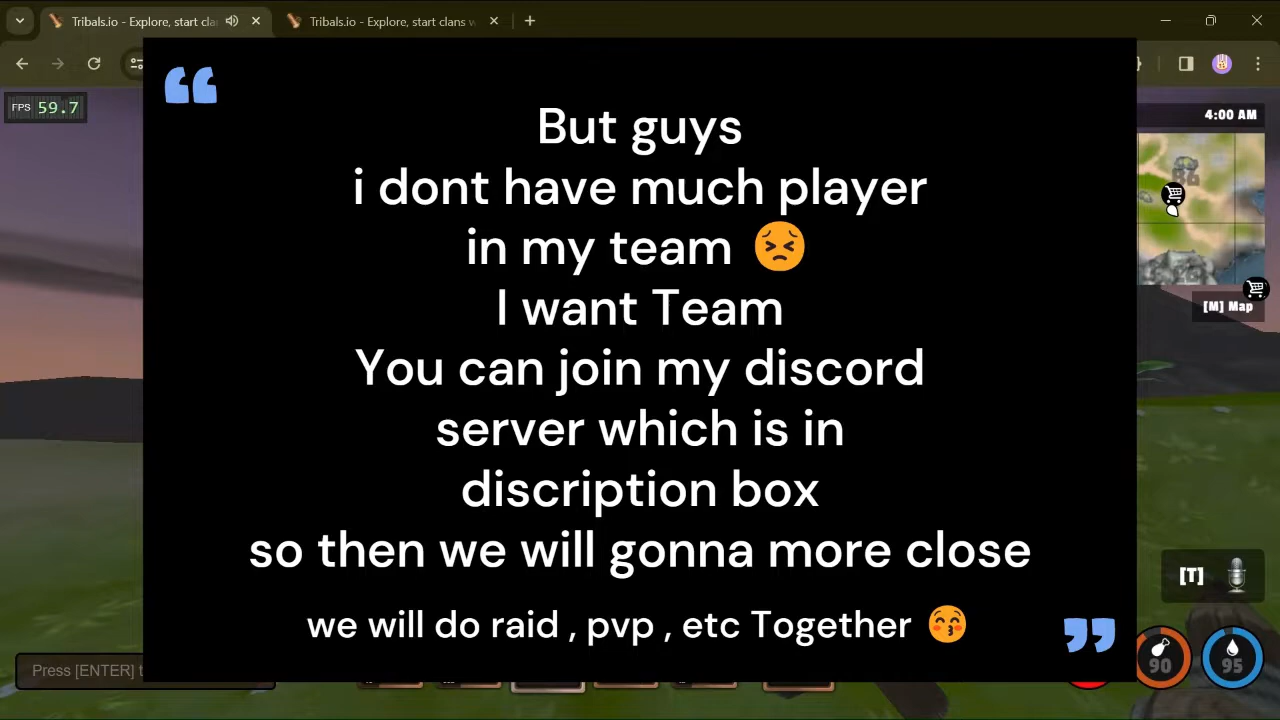 Tribals.io - Explore, start cla
Tribals.io - Explore, start clans w
FPS 59.7
4:00 AM
[M] Map
But guys
i dont have much player
in my team 😣
I want Team
You can join my discord
server which is in
discription box
so then we will gonna more close
we will do raid , pvp , etc Together 😚
[T]
Press [ENTER] t
90
95